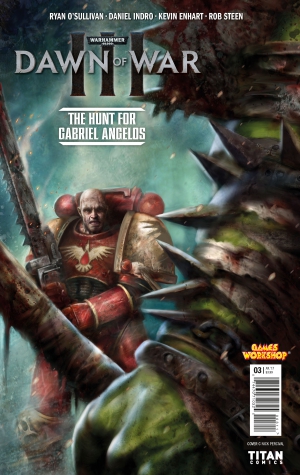 RYAN O'SULLIVAN • DANIEL INDRO • KEVIN ENHART • ROB STEEN
WARHAMMER
40,000
DAWN OF WAR
III
THE HUNT FOR
GABRIEL ANGELOS
GAMES
WORKSHOP
03
TITAN
COMICS